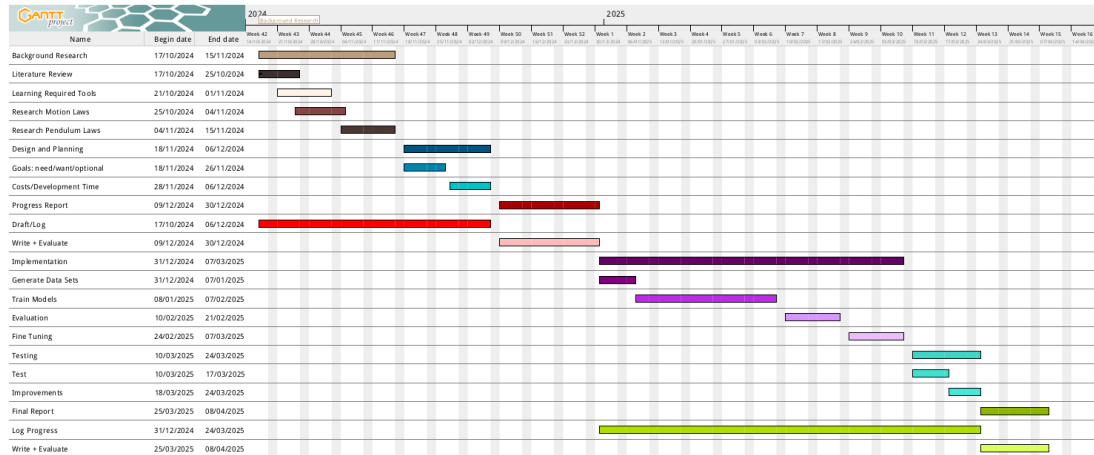 GANTT
project
2024
2025
Background Research
Name Begin date End date
Week 42 Week 43 Week 44 Week 45 Week 46 Week 47 Week 48 Week 49 Week 50 Week 51 Week 52 Week 1 Week 2 Week 3 Week 4 Week 5 Week 6 Week 7 Week 8 Week 9 Week 10 Week 11 Week 12 Week 13 Week 14 Week 15 Week 16
Background Research 17/10/2024 15/11/2024
Literature Review 17/10/2024 25/10/2024
Learning Required Tools 21/10/2024 01/11/2024
Research Motion Laws 25/10/2024 04/11/2024
Research Pendulum Laws 04/11/2024 15/11/2024
Design and Planning 18/11/2024 06/12/2024
Goals: need/want/optional 18/11/2024 26/11/2024
Costs/Development Time 28/11/2024 06/12/2024
Progress Report 09/12/2024 30/12/2024
Draft/Log 17/10/2024 06/12/2024
Write + Evaluate 09/12/2024 30/12/2024
Implementation 31/12/2024 07/03/2025
Generate Data Sets 31/12/2024 07/01/2025
Train Models 08/01/2025 07/02/2025
Evaluation 10/02/2025 21/02/2025
Fine Tuning 24/02/2025 07/03/2025
Testing 10/03/2025 24/03/2025
Test 10/03/2025 17/03/2025
Improvements 18/03/2025 24/03/2025
Final Report 25/03/2025 08/04/2025
Log Progress 31/12/2024 24/03/2025
Write + Evaluate 25/03/2025 08/04/2025